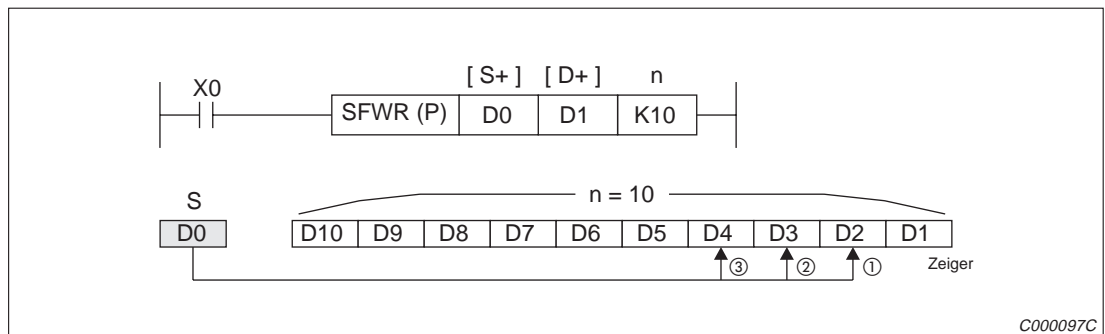 [ S+ ] [ D+ ] n
X0
SFWR (P) D0 D1 K10
S n = 10
D0 D10 D9 D8 D7 D6 D5 D4 D3 D2 D1
③ ② ① Zeiger
C000097C